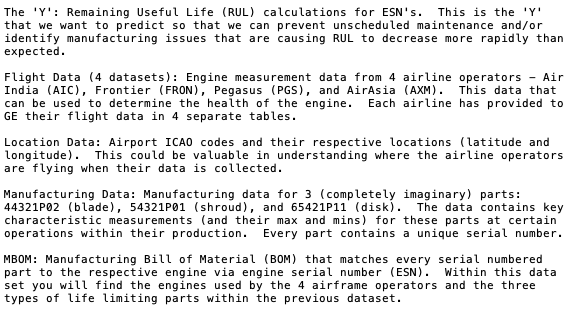 The 'Y': Remaining Useful Life (RUL) calculations for ESN's.  This is the 'Y'
that we want to predict so that we can prevent unscheduled maintenance and/or
identify manufacturing issues that are causing RUL to decrease more rapidly than
expected.

Flight Data (4 datasets): Engine measurement data from 4 airline operators – Air
India (AIC), Frontier (FRON), Pegasus (PGS), and AirAsia (AXM).  This data that
can be used to determine the health of the engine.  Each airline has provided to
GE their flight data in 4 separate tables.

Location Data: Airport ICAO codes and their respective locations (latitude and
longitude).  This could be valuable in understanding where the airline operators
are flying when their data is collected.

Manufacturing Data: Manufacturing data for 3 (completely imaginary) parts:
44321P02 (blade), 54321P01 (shroud), and 65421P11 (disk).  The data contains key
characteristic measurements (and their max and mins) for these parts at certain
operations within their production.  Every part contains a unique serial number.

MBOM: Manufacturing Bill of Material (BOM) that matches every serial numbered
part to the respective engine via engine serial number (ESN).  Within this data
set you will find the engines used by the 4 airframe operators and the three
types of life limiting parts within the previous dataset.